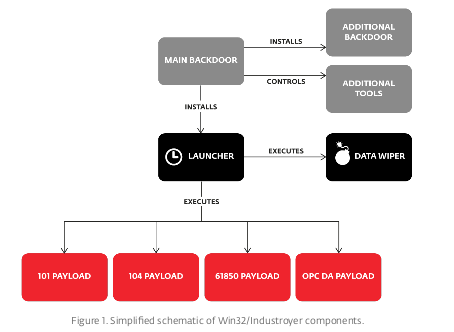 INSTALLS
ADDITIONAL
BACKDOOR
MAIN BACKDOOR
CONTROLS
ADDITIONAL
TOOLS
INSTALLS
LAUNCHER
EXECUTES
DATA WIPER
EXECUTES
101 PAYLOAD
104 PAYLOAD
61850 PAYLOAD
OPC DA PAYLOAD
Figure 1. Simplified schematic of Win32/Industroyer components.